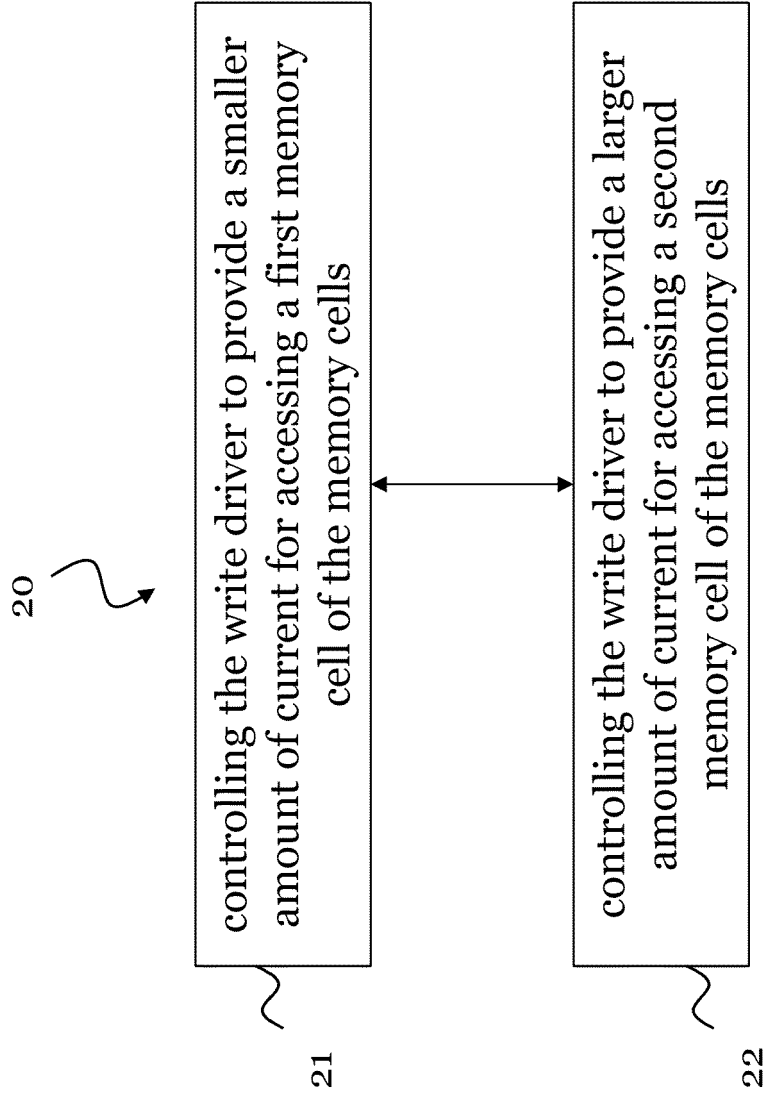 20
controlling the write driver to provide a smaller
amount of current for accessing a first memory
cell of the memory cells
21
controlling the write driver to provide a larger
amount of current for accessing a second
memory cell of the memory cells
22